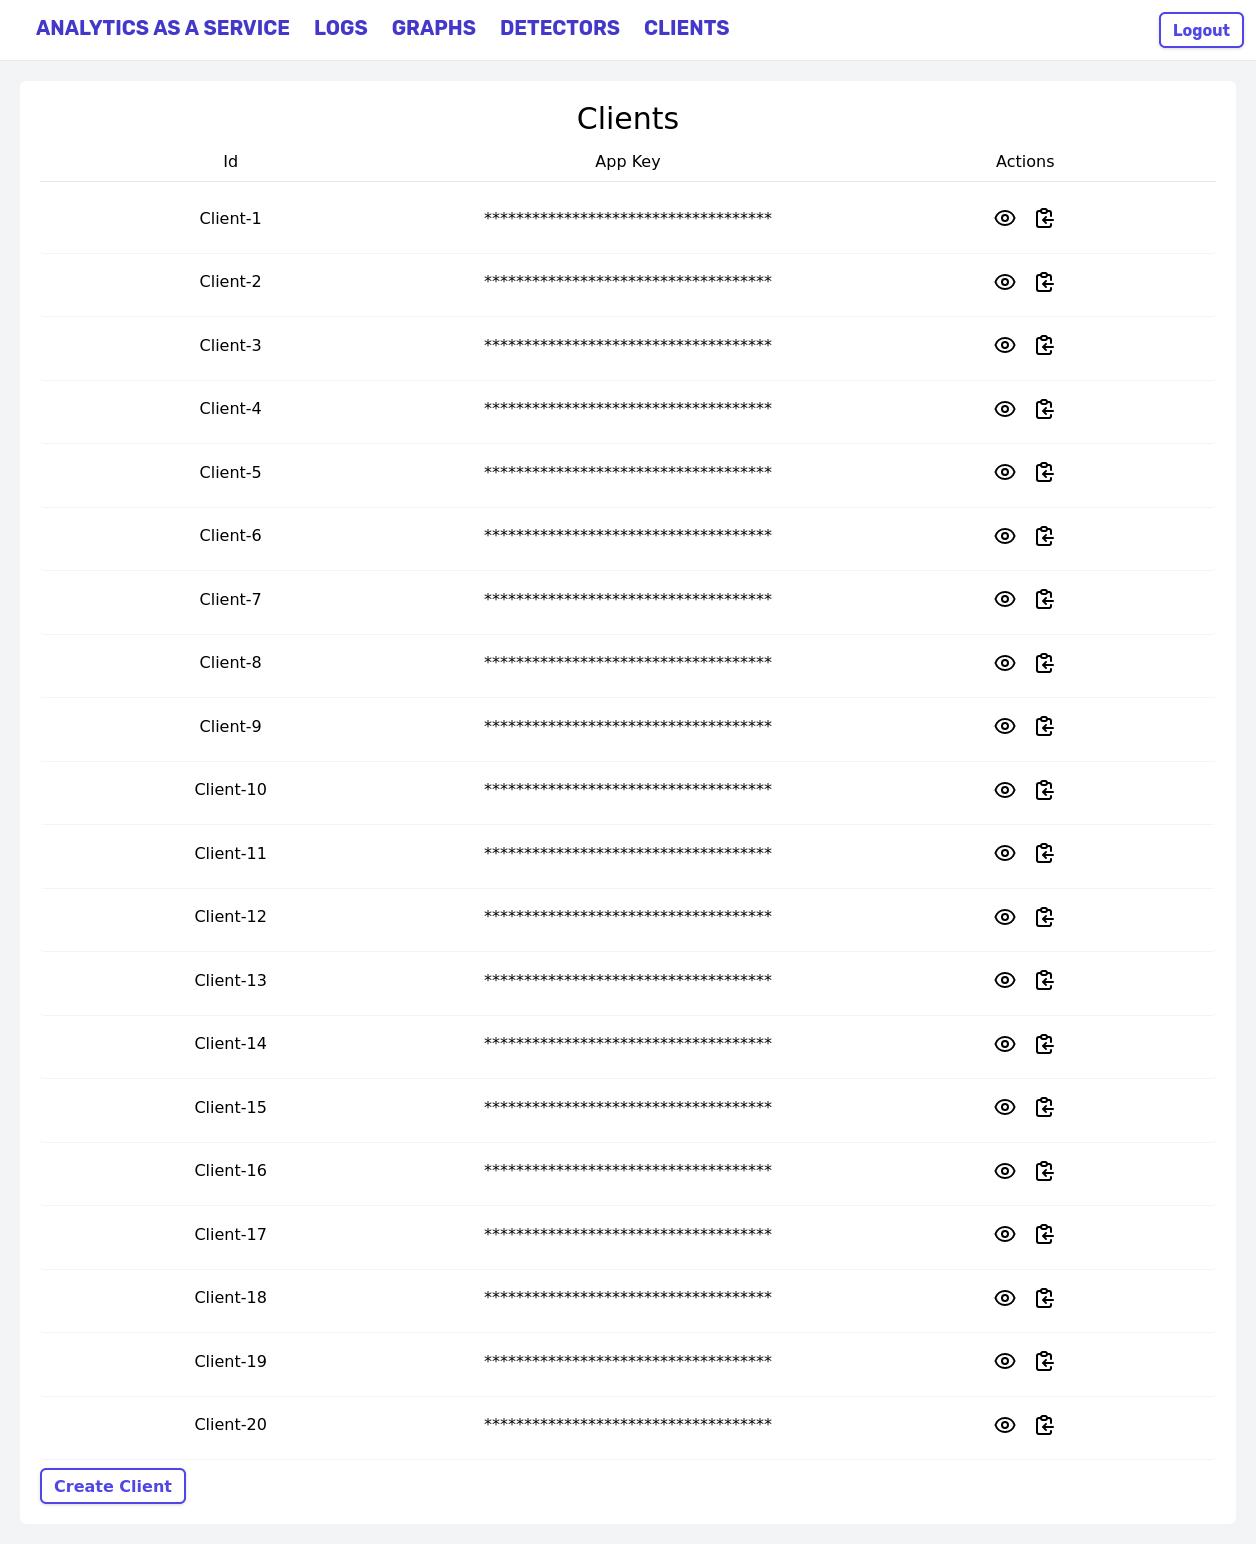 ANALYTICS AS A SERVICE LOGS GRAPHS DETECTORS CLIENTS Logout
Clients
Id App Key Actions
Client-1 ************************************
Client-2 ************************************
Client-3 ************************************
Client-4 ************************************
Client-5 ************************************
Client-6 ************************************
Client-7 ************************************
Client-8 ************************************
Client-9 ************************************
Client-10 ************************************
Client-11 ************************************
Client-12 ************************************
Client-13 ************************************
Client-14 ************************************
Client-15 ************************************
Client-16 ************************************
Client-17 ************************************
Client-18 ************************************
Client-19 ************************************
Client-20 ************************************
Create Client